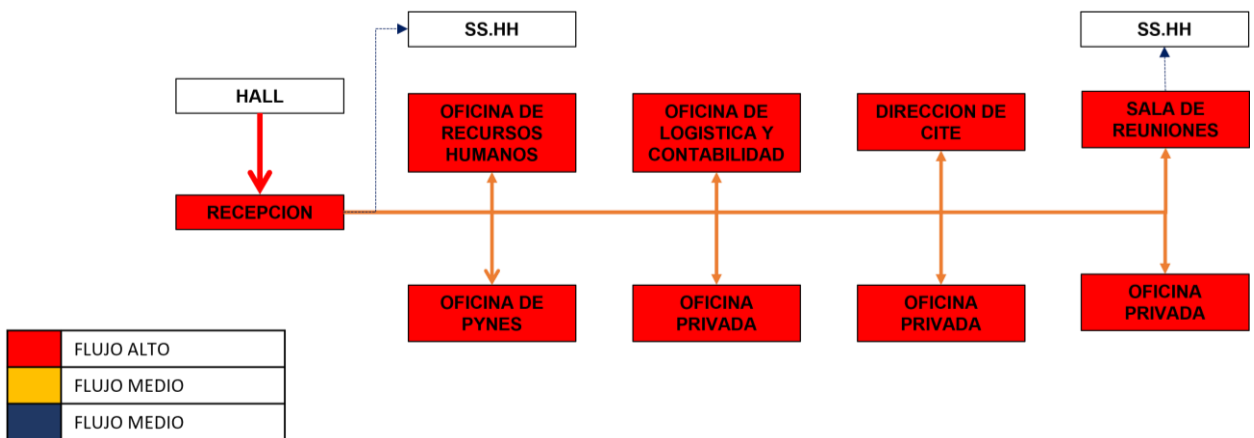 SS.HH
SS.HH
HALL
OFICINA DE
RECURSOS
HUMANOS
OFICINA DE
LOGISTICA Y
CONTABILIDAD
DIRECCION DE
CITE
SALA DE
REUNIONES
RECEPCION
OFICINA DE
PYNES
OFICINA
PRIVADA
OFICINA
PRIVADA
OFICINA
PRIVADA
FLUJO ALTO
FLUJO MEDIO
FLUJO MEDIO